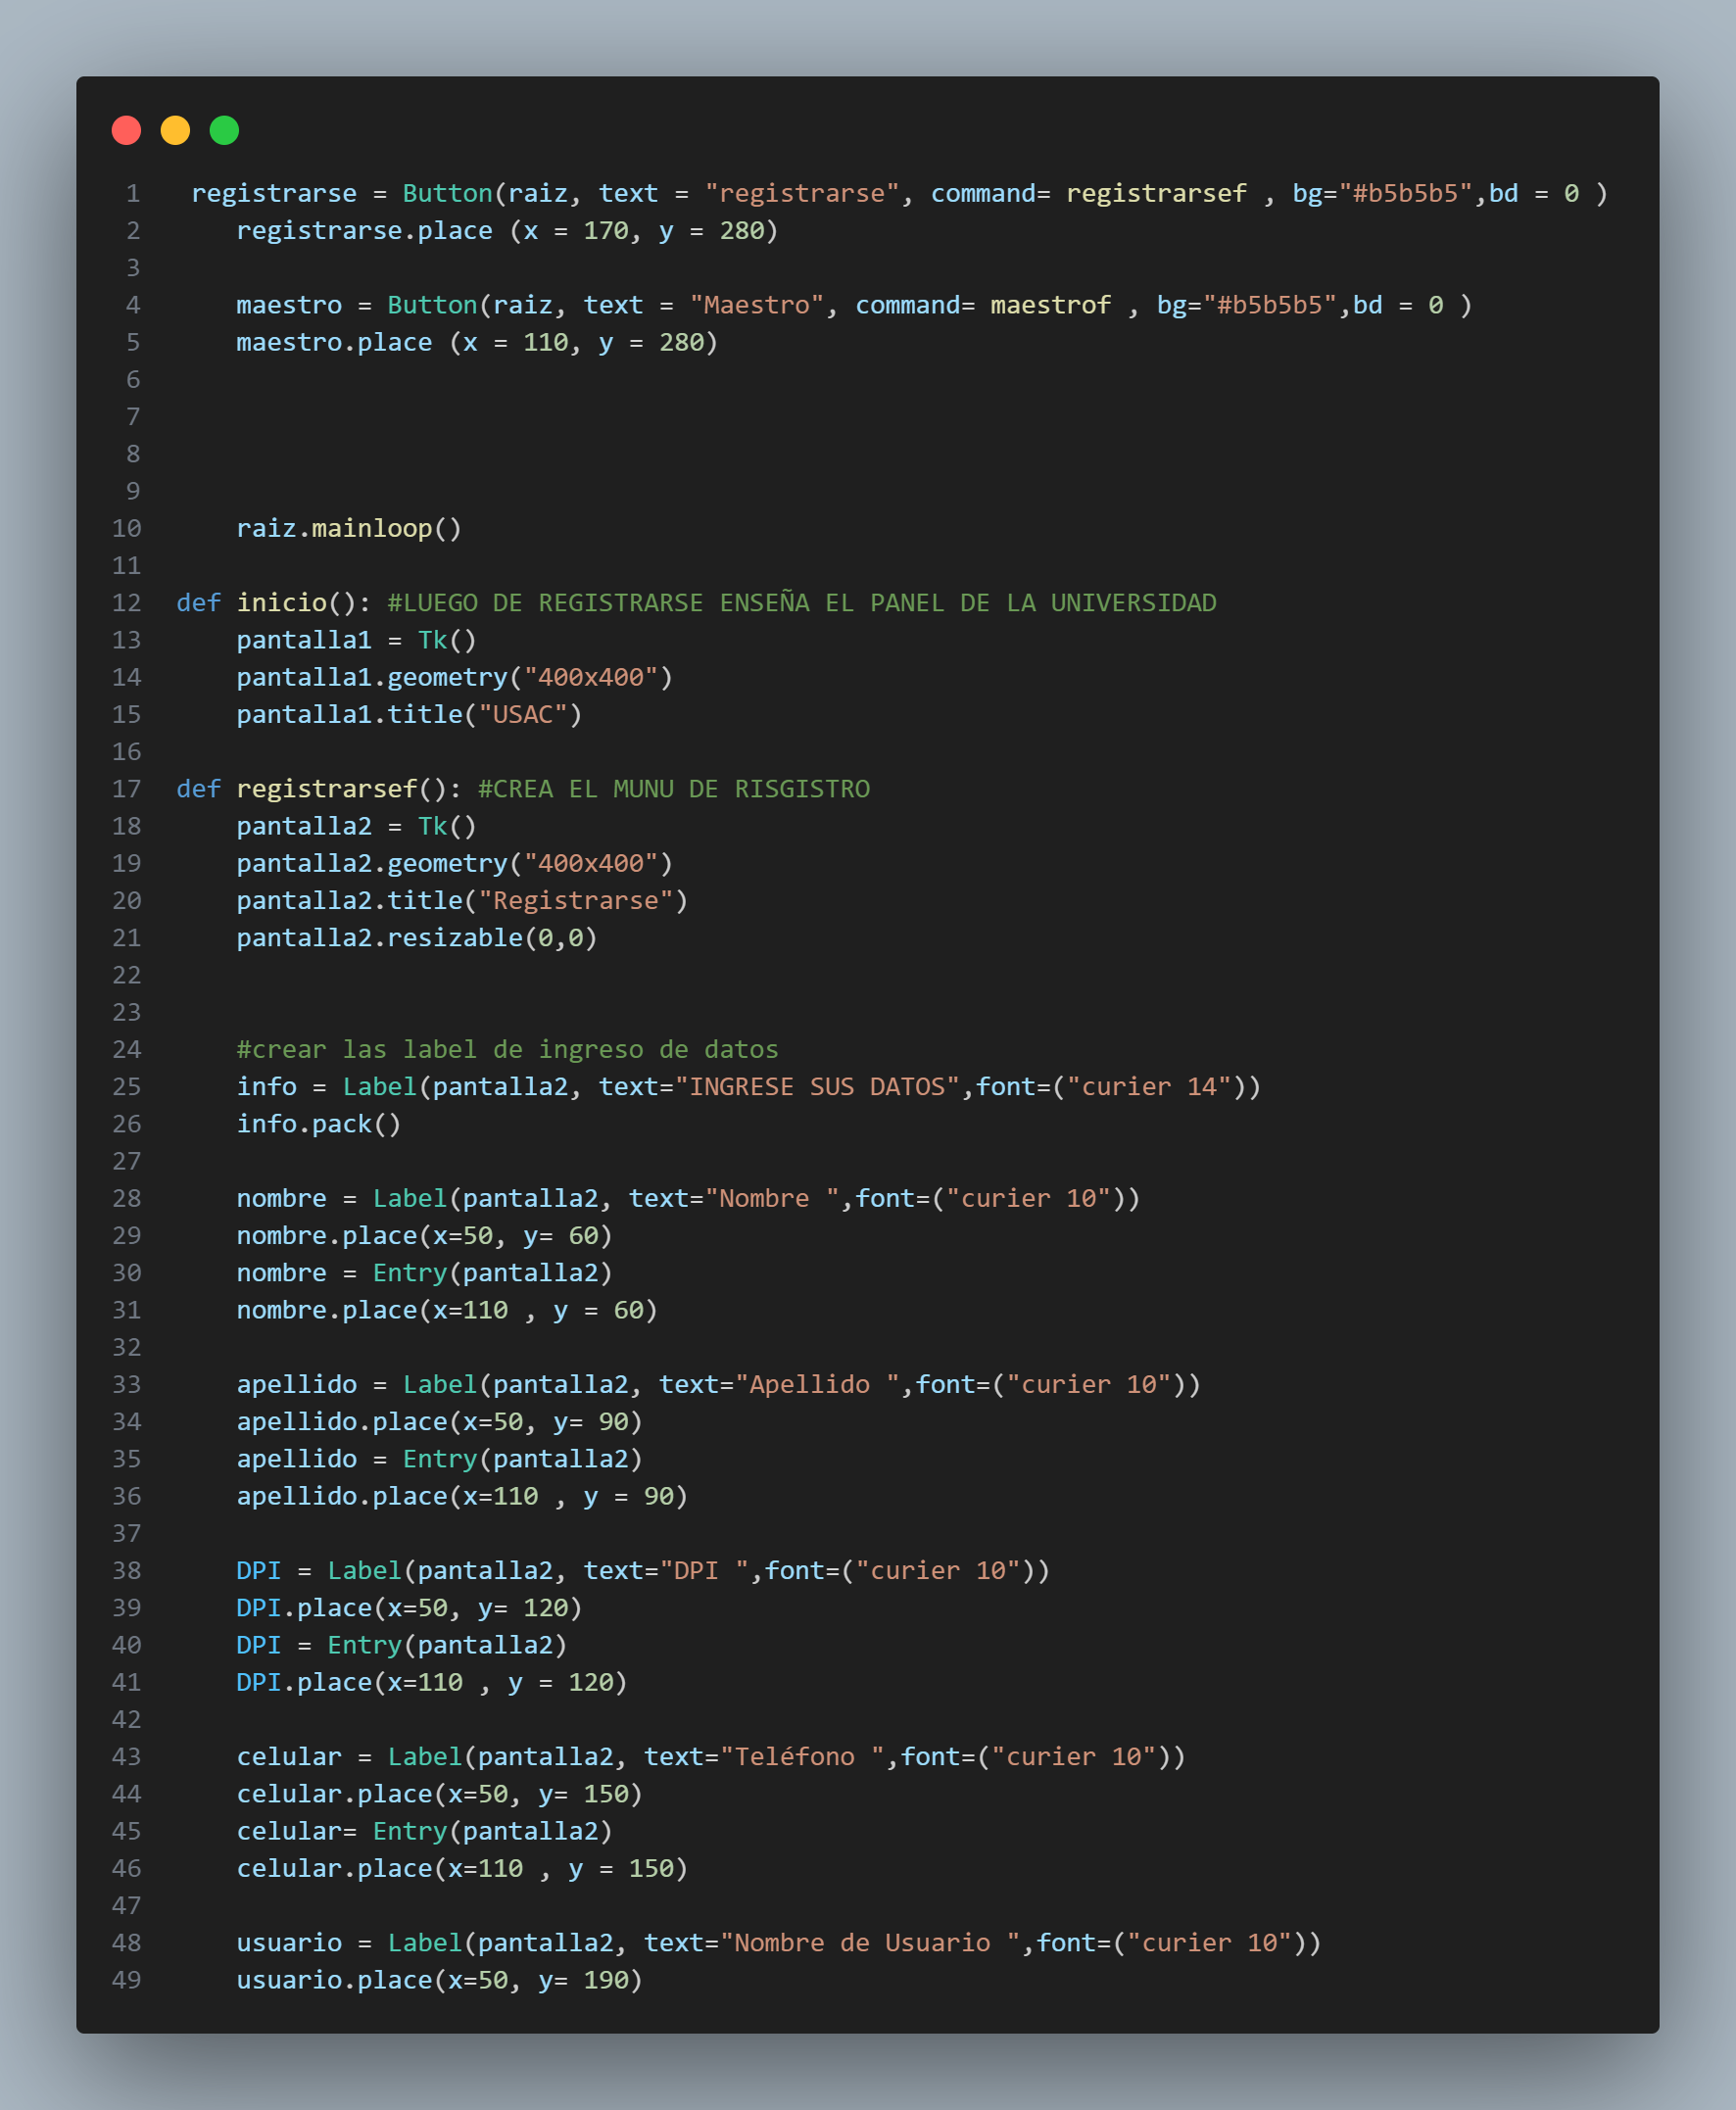 1 registrarse = Button(raiz, text = "registrarse", command= registrarsef , bg="#b5b5b5",bd = 0 )
2 registrarse.place (x = 170, y = 280)
3
4 maestro = Button(raiz, text = "Maestro", command= maestrof , bg="#b5b5b5",bd = 0 )
5 maestro.place (x = 110, y = 280)
6
7
8
9
10 raiz.mainloop()
11
12 def inicio(): #LUEGO DE REGISTRARSE ENSEÑA EL PANEL DE LA UNIVERSIDAD
13 pantalla1 = Tk()
14 pantalla1.geometry("400x400")
15 pantalla1.title("USAC")
16
17 def registrarsef(): #CREA EL MUNU DE RISGISTRO
18 pantalla2 = Tk()
19 pantalla2.geometry("400x400")
20 pantalla2.title("Registrarse")
21 pantalla2.resizable(0,0)
22
23
24 #crear las label de ingreso de datos
25 info = Label(pantalla2, text="INGRESE SUS DATOS",font=("curier 14"))
26 info.pack()
27
28 nombre = Label(pantalla2, text="Nombre ",font=("curier 10"))
29 nombre.place(x=50, y= 60)
30 nombre = Entry(pantalla2)
31 nombre.place(x=110 , y = 60)
32
33 apellido = Label(pantalla2, text="Apellido ",font=("curier 10"))
34 apellido.place(x=50, y= 90)
35 apellido = Entry(pantalla2)
36 apellido.place(x=110 , y = 90)
37
38 DPI = Label(pantalla2, text="DPI ",font=("curier 10"))
39 DPI.place(x=50, y= 120)
40 DPI = Entry(pantalla2)
41 DPI.place(x=110 , y = 120)
42
43 celular = Label(pantalla2, text="Teléfono ",font=("curier 10"))
44 celular.place(x=50, y= 150)
45 celular= Entry(pantalla2)
46 celular.place(x=110 , y = 150)
47
48 usuario = Label(pantalla2, text="Nombre de Usuario ",font=("curier 10"))
49 usuario.place(x=50, y= 190)